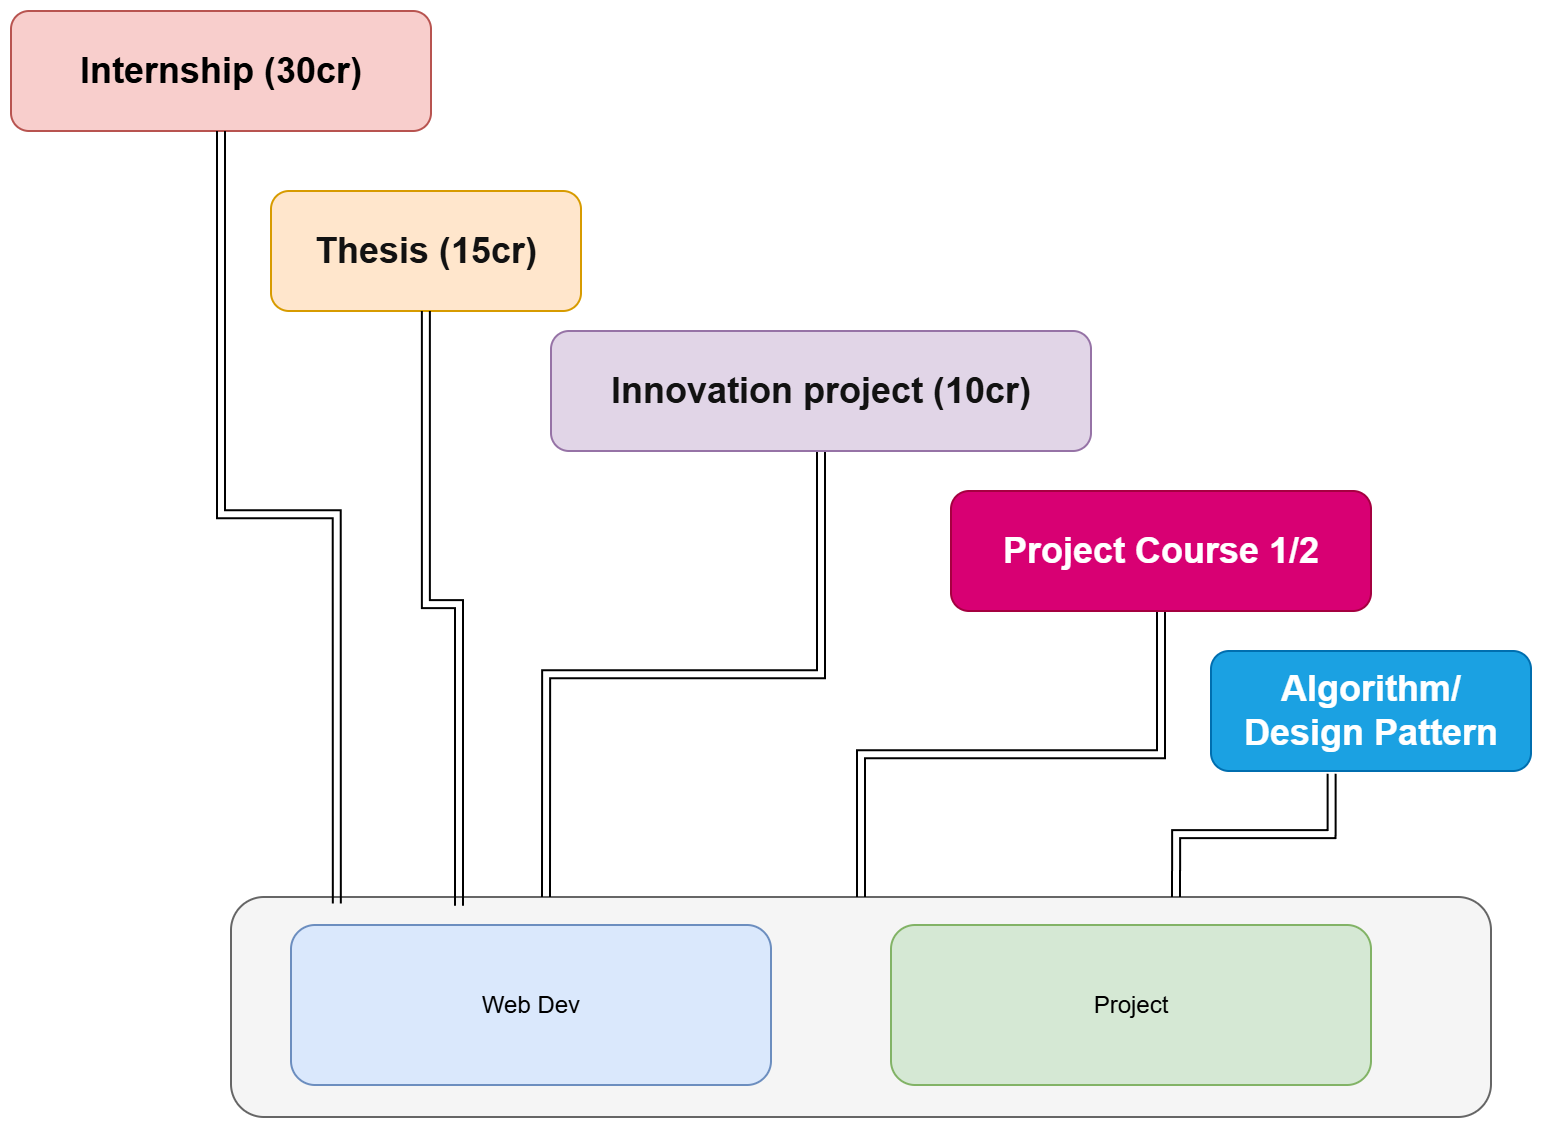 Internship (30cr)
Thesis (15cr)
Innovation project (10cr)
Project Course 1/2
Algorithm/
Design Pattern
Web Dev
Project